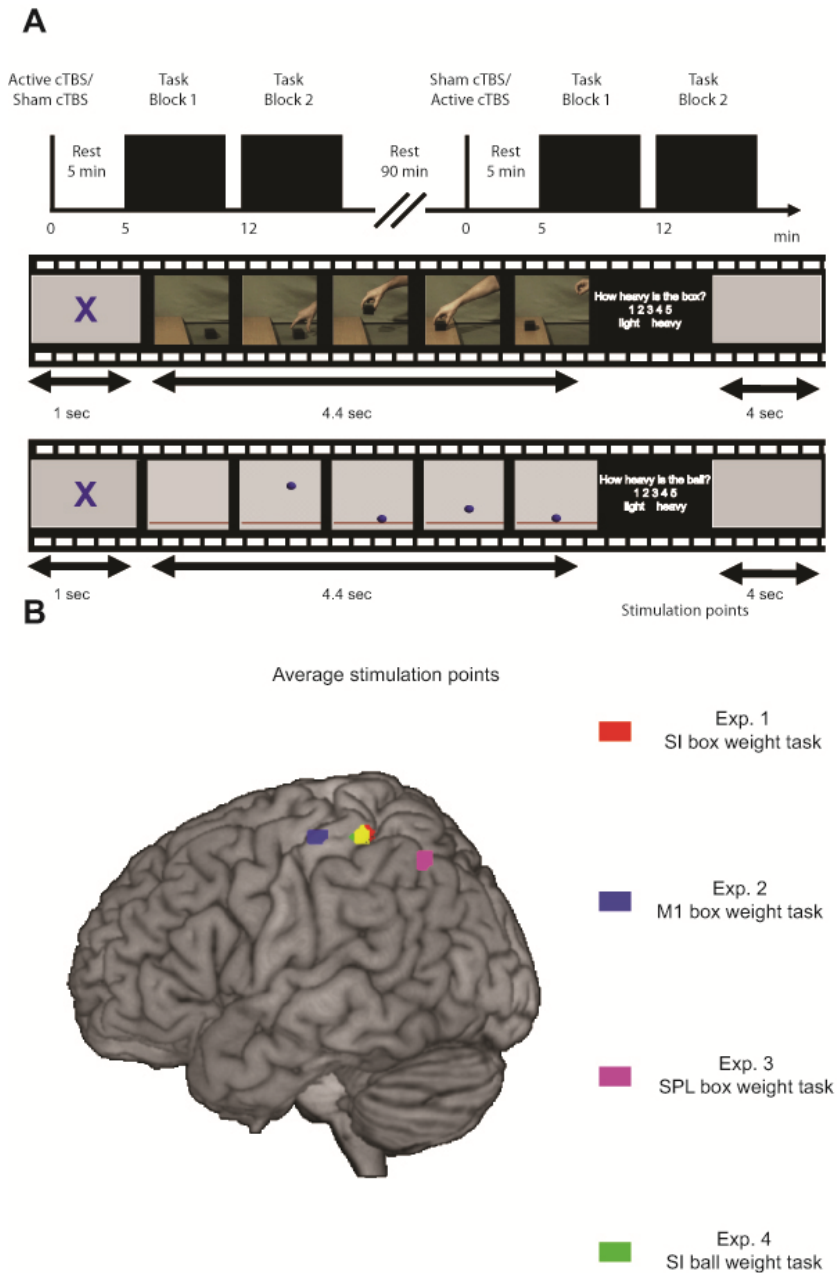 A
Active cTBS/
Sham cTBS
Task
Block 1
Task
Block 2
Sham cTBS/
Active cTBS
Task
Block 1
Task
Block 2
Rest
5 min
Rest
90 min
Rest
5 min
0
5
12
0
5
12
min
X
How heavy is the box?
1 2 3 4 5
light heavy
1 sec
4.4 sec
4 sec
X
How heavy is the ball?
1 2 3 4 5
light heavy
1 sec
4.4 sec
4 sec
B
Stimulation points
Average stimulation points
Exp. 1
SI box weight task
Exp. 2
M1 box weight task
Exp. 3
SPL box weight task
Exp. 4
SI ball weight task